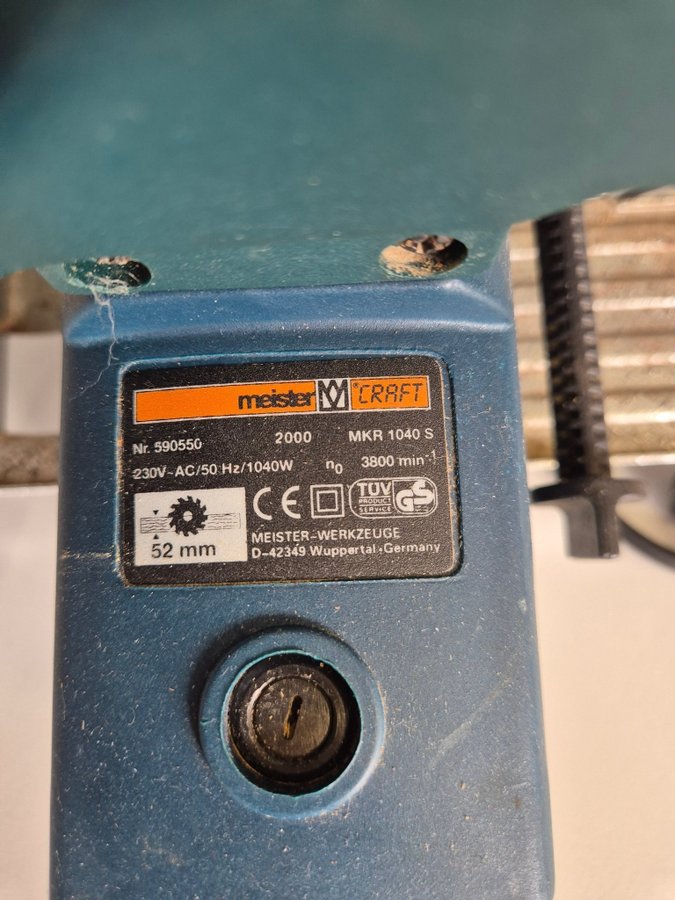 meister M CRAFT®
Nr. 590550 2000 MKR 1040 S
230V~AC/50 Hz/1040W n0 3800 min-1
52 mm
CE TÜV PRODUCT SERVICE GS
MEISTER-WERKZEUGE
D-42349 Wuppertal·Germany